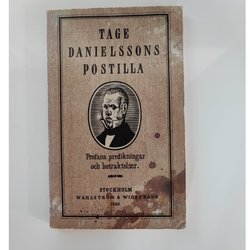 TAGE
DANIELSSONS
POSTILLA
Profana predikningar
och betraktelser.
STOCKHOLM
WAHLSTRÖM & WIDSTRAND